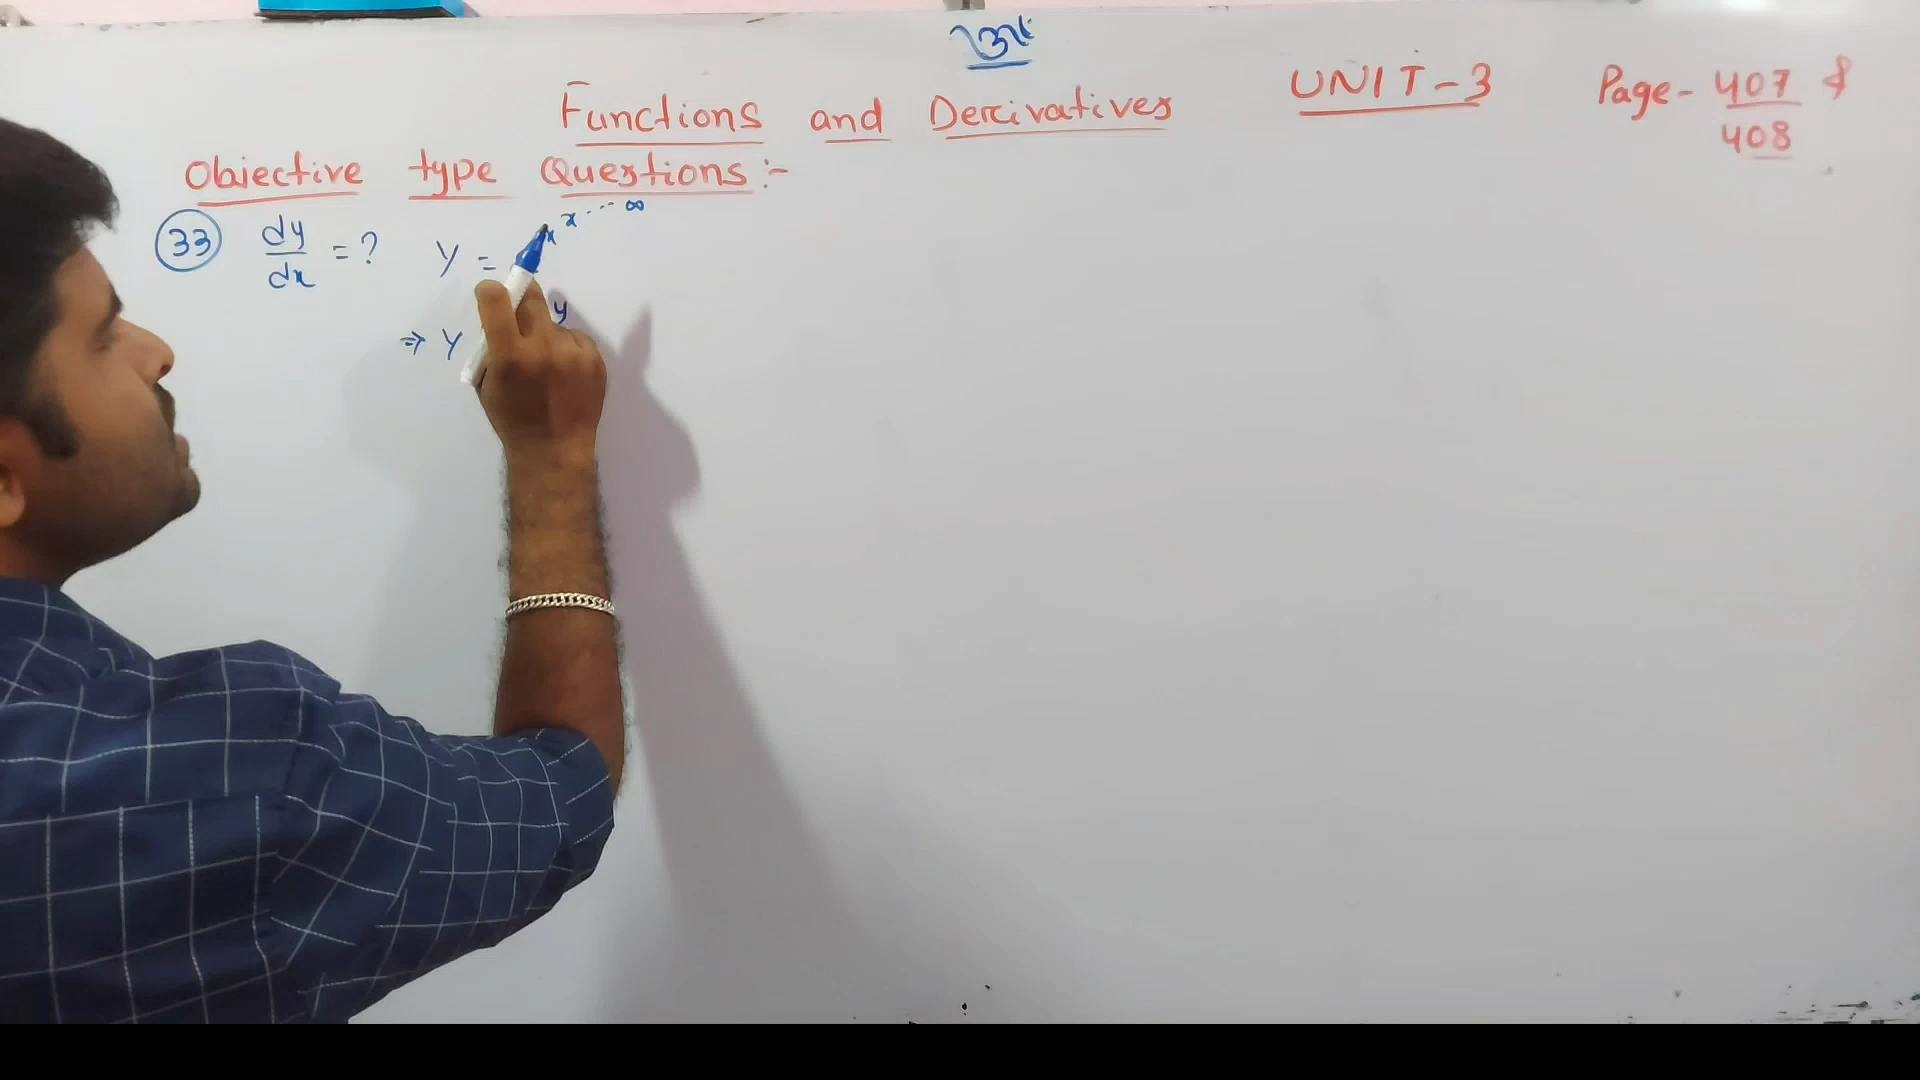 UNIT-3
Page- 407 &
408
Functions and Derivatives
Objective type Questions:-
33 dy/dx = ? Y = x x ... ∞
⇒ Y y